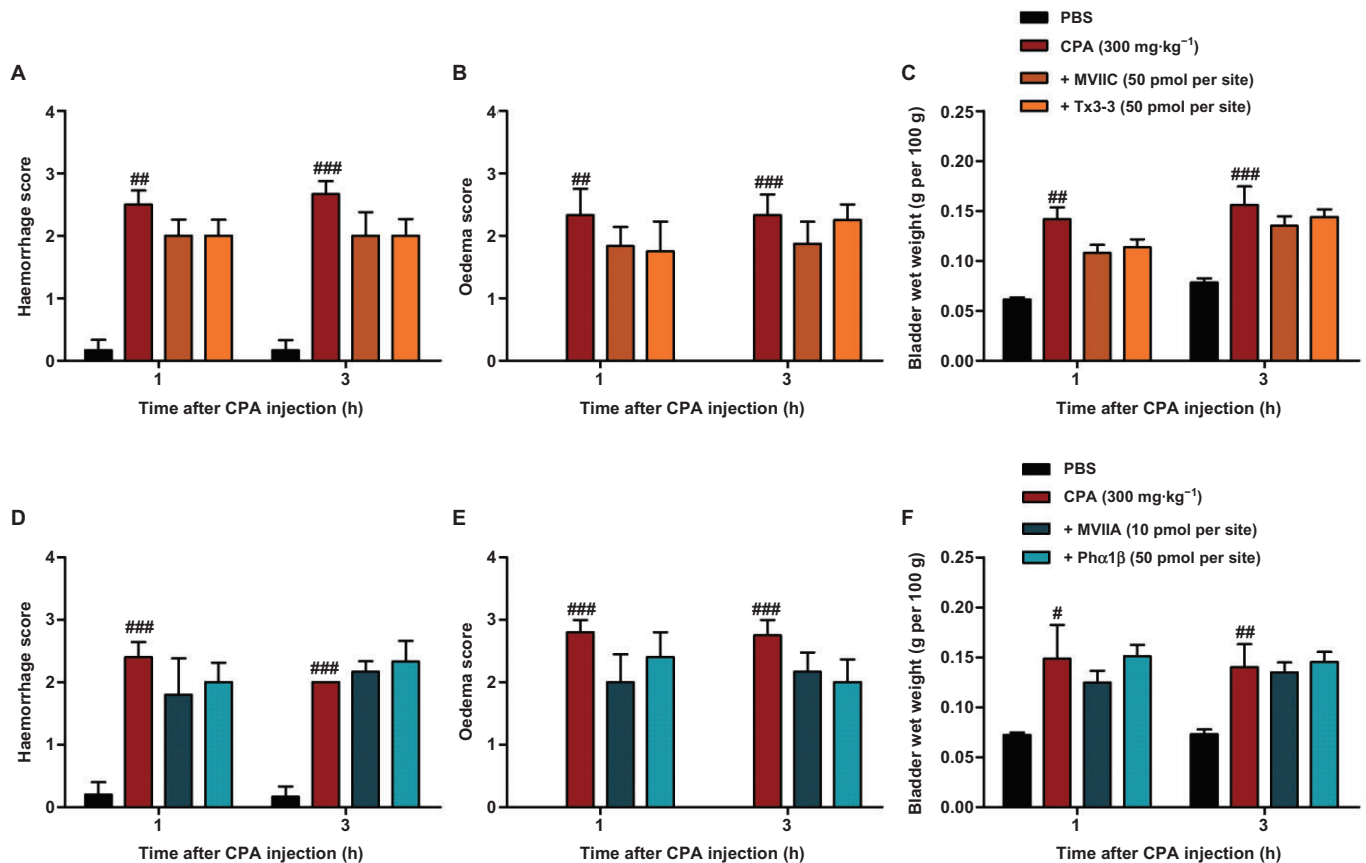 PBS
CPA (300 mg·kg⁻¹)
+ MVIIC (50 pmol per site)
+ Tx3-3 (50 pmol per site)
A
Haemorrhage score
4
3
2
1
0
##
###
1
3
Time after CPA injection (h)
B
Oedema score
4
3
2
1
0
##
###
1
3
Time after CPA injection (h)
C
Bladder wet weight (g per 100 g)
0.25
0.20
0.15
0.10
0.05
0.00
##
###
1
3
Time after CPA injection (h)
PBS
CPA (300 mg·kg⁻¹)
+ MVIIA (10 pmol per site)
+ Phα1β (50 pmol per site)
D
Haemorrhage score
4
3
2
1
0
###
###
1
3
Time after CPA injection (h)
E
Oedema score
4
3
2
1
0
###
###
1
3
Time after CPA injection (h)
F
Bladder wet weight (g per 100 g)
0.25
0.20
0.15
0.10
0.05
0.00
#
##
1
3
Time after CPA injection (h)